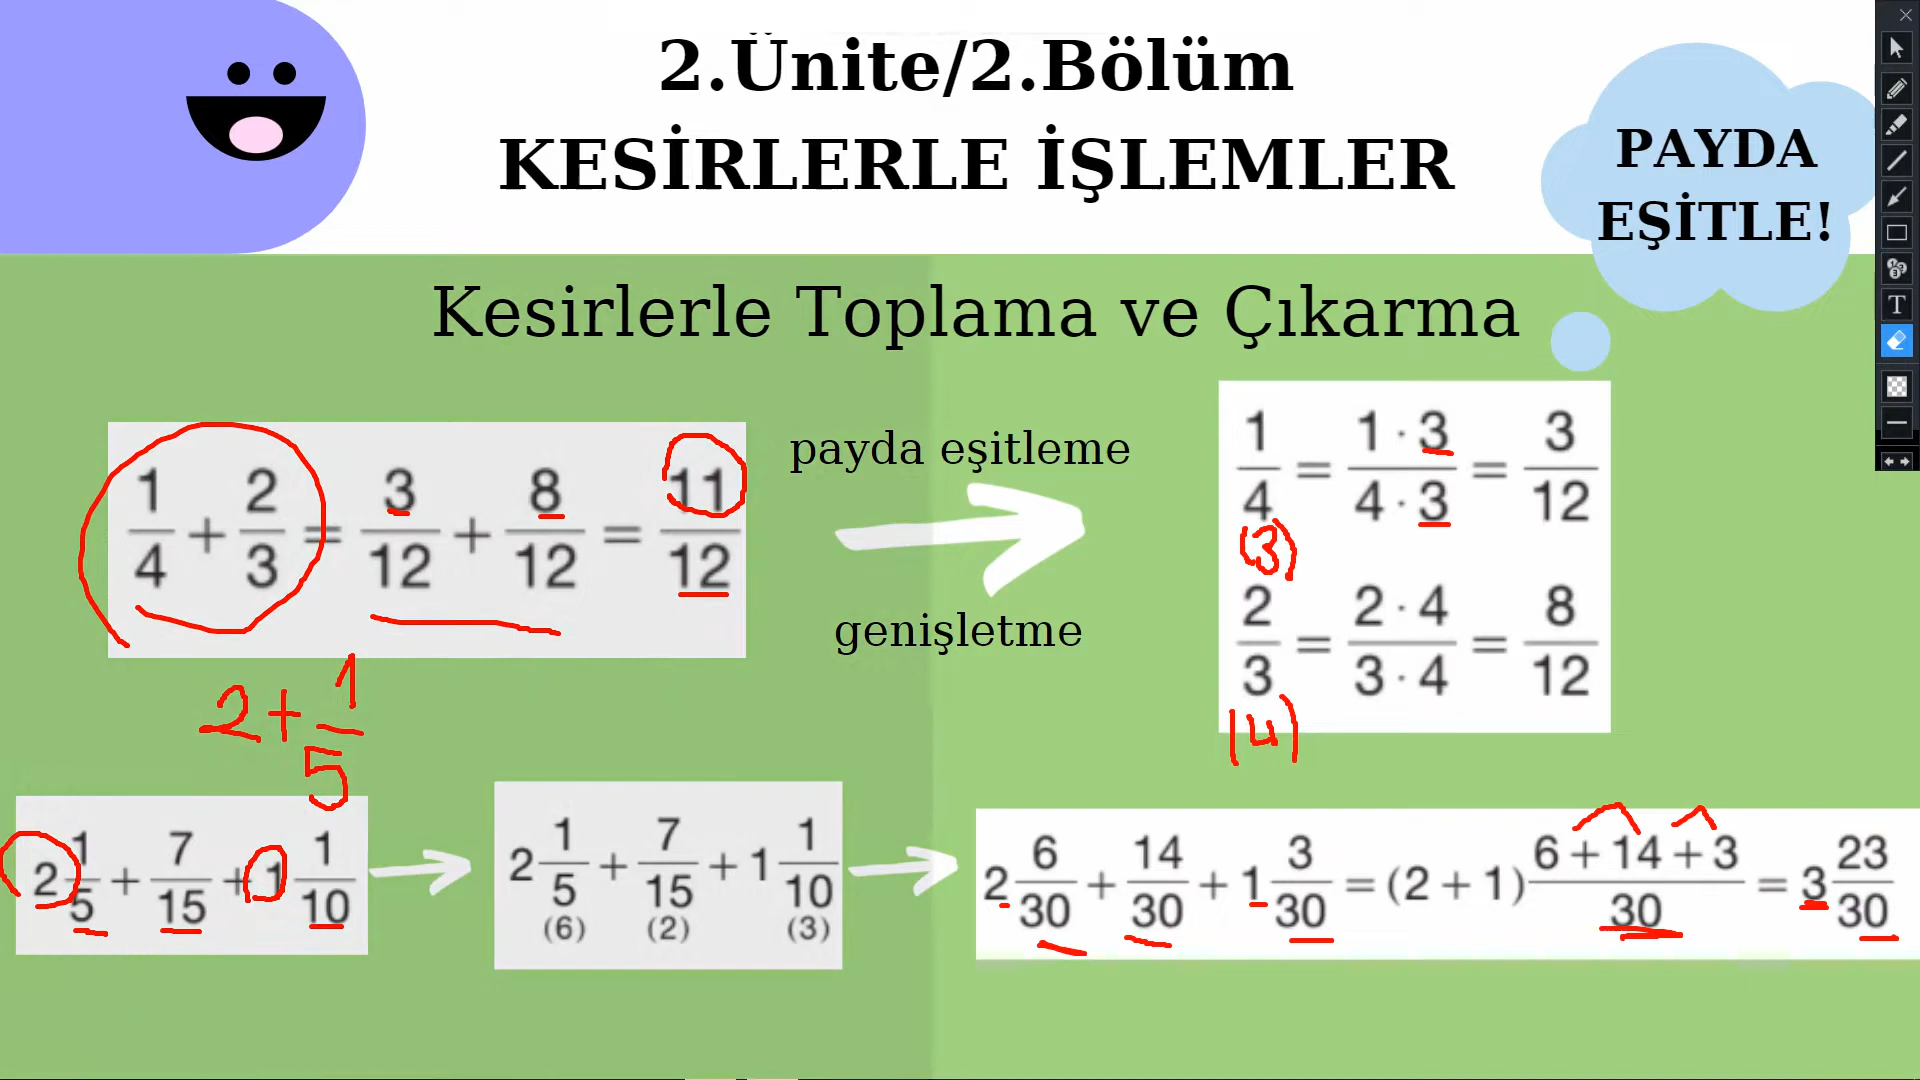 2.Ünite/2.Bölüm
KESİRLERLE İŞLEMLER
PAYDA
EŞİTLE!
Kesirlerle Toplama ve Çıkarma
1/4 + 2/3 = 3/12 + 8/12 = 11/12
payda eşitleme
genişletme
1/4 = 1·3/4·3 = 3/12
(3)
2/3 = 2·4/3·4 = 8/12
(4)
2+1/5
2 1/5 + 7/15 + 1 1/10
2 1/5 + 7/15 + 1 1/10
(6) (2) (3)
2 6/30 + 14/30 + 1 3/30 = (2+1) 6+14+3/30 = 3 23/30
T